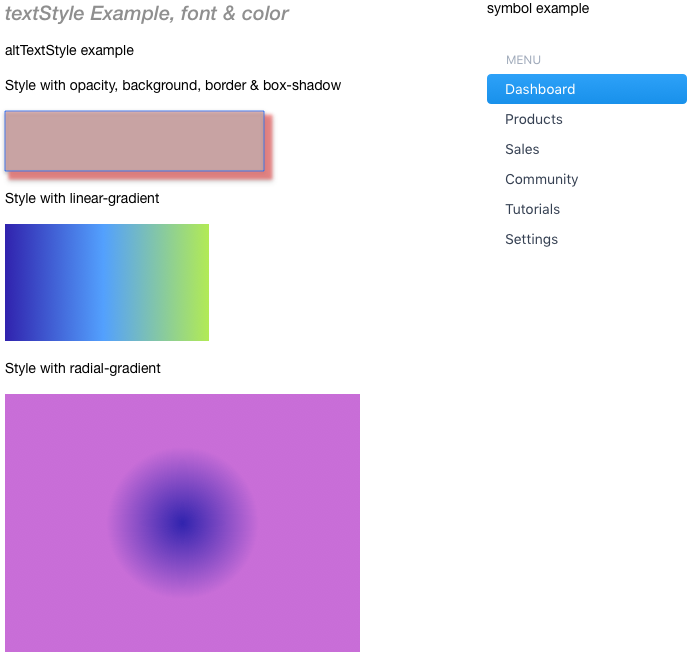 textStyle Example, font & color
altTextStyle example
Style with opacity, background, border & box-shadow
Style with linear-gradient
Style with radial-gradient
symbol example
MENU
Dashboard
Products
Sales
Community
Tutorials
Settings